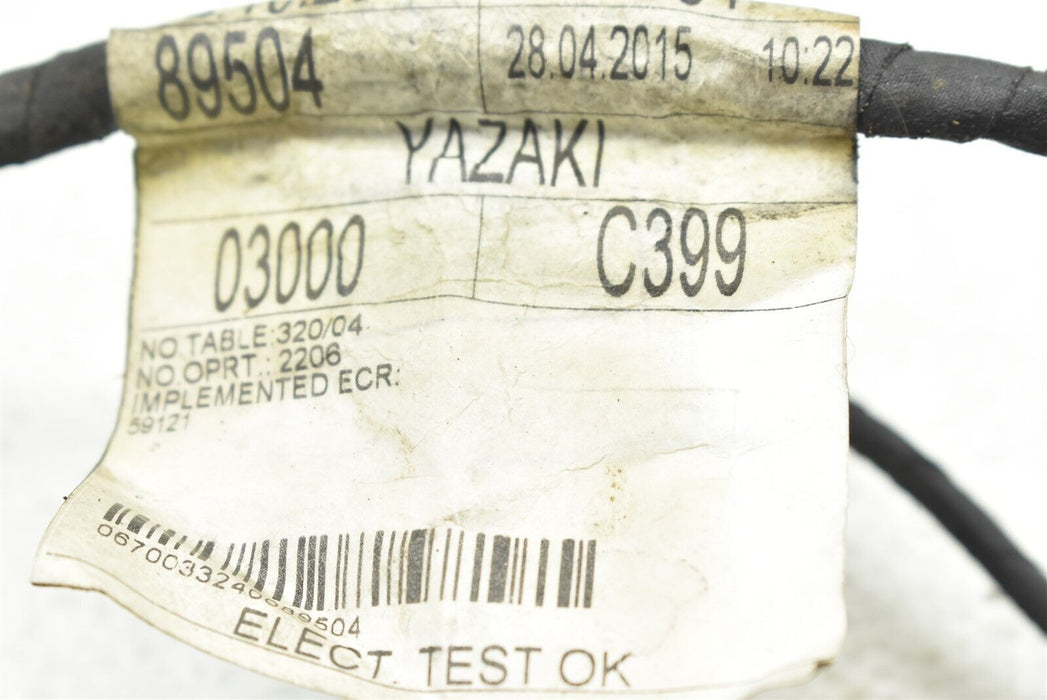 89504 28.04.2015 10:22
YAZAKI
03000 C399
NO TABLE:320/04
NO.OPRT.: 2206
IMPLEMENTED ECR:
59121
ELECT. TEST OK